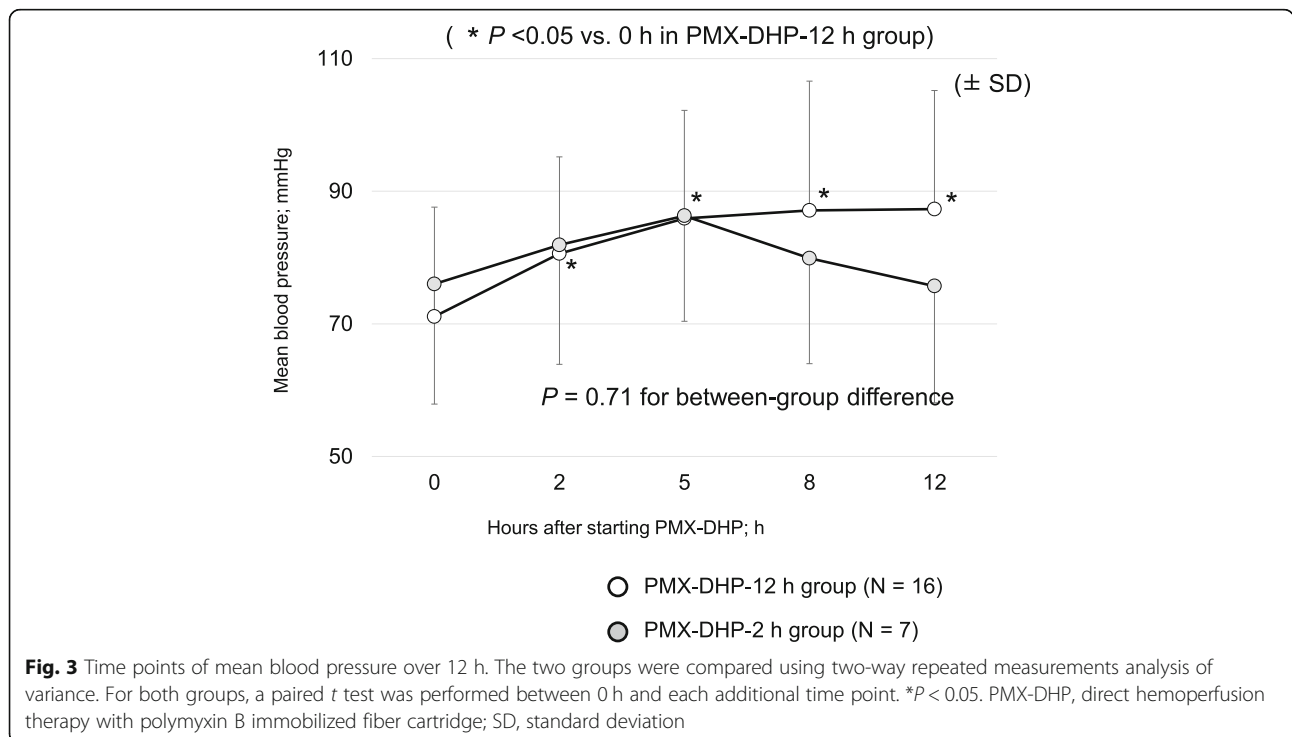 ( * P <0.05 vs. 0 h in PMX-DHP-12 h group)
110
(± SD)
90
*
*
*
*
Mean blood pressure; mmHg
70
P = 0.71 for between-group difference
50
0 2 5 8 12
Hours after starting PMX-DHP; h
PMX-DHP-12 h group (N = 16)
PMX-DHP-2 h group (N = 7)
Fig. 3 Time points of mean blood pressure over 12 h. The two groups were compared using two-way repeated measurements analysis of
variance. For both groups, a paired t test was performed between 0 h and each additional time point. *P < 0.05. PMX-DHP, direct hemoperfusion
therapy with polymyxin B immobilized fiber cartridge; SD, standard deviation